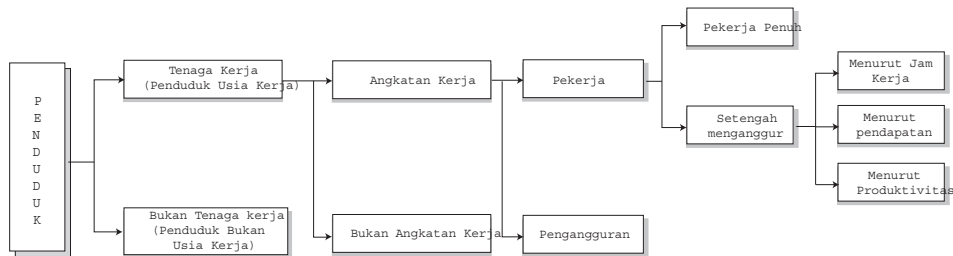 PENDUDUK
Tenaga Kerja
(Penduduk Usia Kerja)
Bukan Tenaga kerja
(Penduduk Bukan
Usia Kerja)
Angkatan Kerja
Bukan Angkatan Kerja
Pekerja
Pengangguran
Pekerja Penuh
Setengah
menganggur
Menurut Jam
Kerja
Menurut
pendapatan
Menurut
Produktivitas